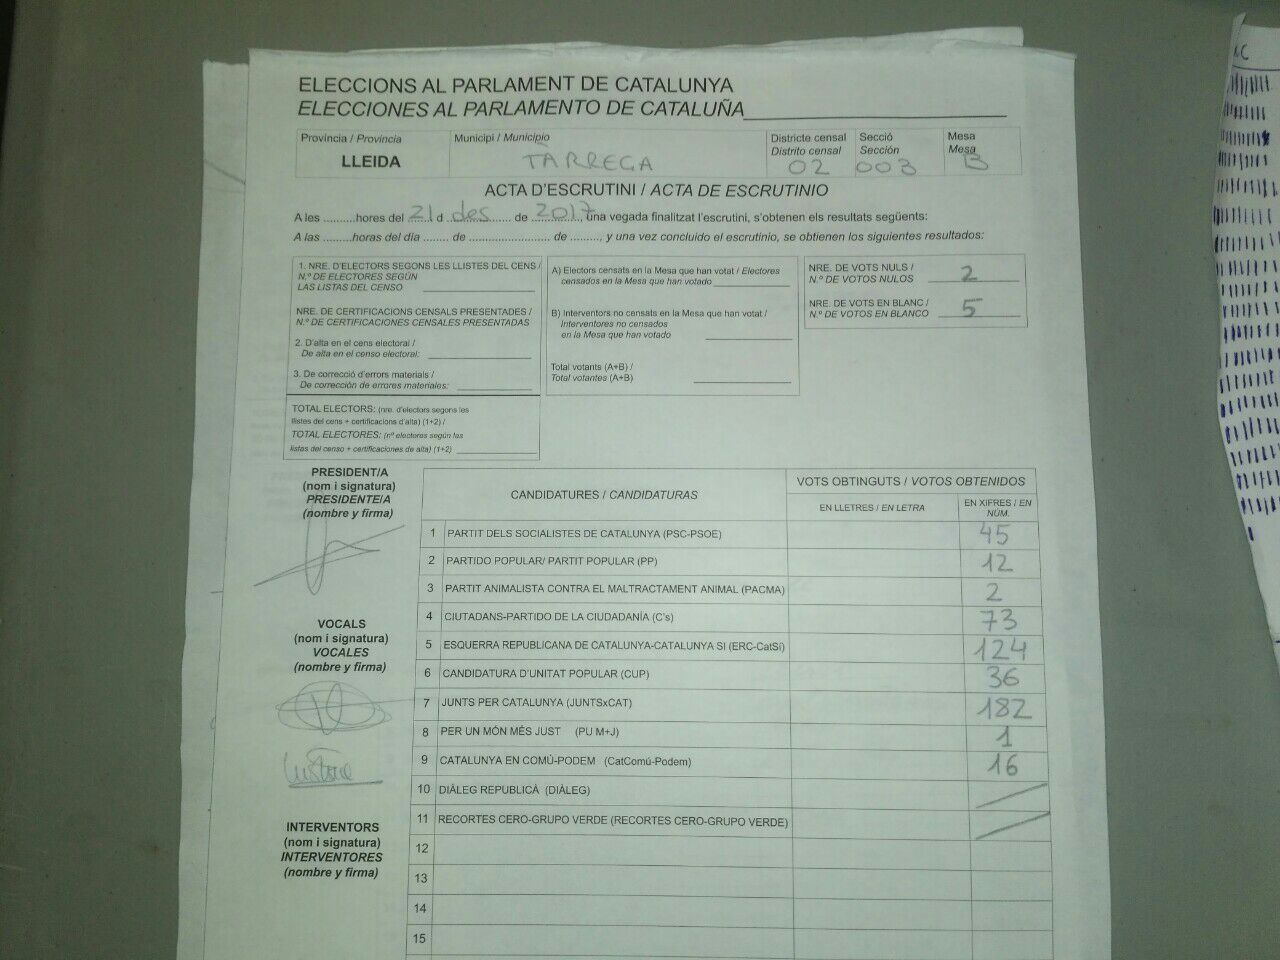 ELECCIONS AL PARLAMENT DE CATALUNYA
ELECCIONES AL PARLAMENTO DE CATALUÑA
Província / Provincia
LLEIDA
Municipi / Municipio
TÀRREGA
Districte censal
Distrito censal
02
Secció
Sección
003
Mesa
Mesa
B
ACTA D'ESCRUTINI / ACTA DE ESCRUTINIO
A les ..........hores del 21 d des de 2017, una vegada finalitzat l'escrutini, s'obtenen els resultats següents:
A las .........horas del día ........ de ......................... de ........., y una vez concluido el escrutinio, se obtienen los siguientes resultados:
1. NRE. D'ELECTORS SEGONS LES LLISTES DEL CENS /
N.º DE ELECTORES SEGÚN
LAS LISTAS DEL CENSO
NRE. DE CERTIFICACIONS CENSALS PRESENTADES /
N.º DE CERTIFICACIONES CENSALES PRESENTADAS
2. D'alta en el cens electoral /
De alta en el censo electoral:
3. De correcció d'errors materials /
De corrección de errores materiales:
TOTAL ELECTORS: (nre. d'electors segons les
llistes del cens + certificacions d'alta) (1+2) /
TOTAL ELECTORES: (nº electores según las
listas del censo + certificaciones de alta) (1+2)
A) Electors censats en la Mesa que han votat / Electores
censados en la Mesa que han votado
B) Interventors no censats en la Mesa que han votat /
Interventores no censados
en la Mesa que han votado
Total votants (A+B) /
Total votantes (A+B)
NRE. DE VOTS NULS /
N.º DE VOTOS NULOS 2
NRE. DE VOTS EN BLANC /
N.º DE VOTOS EN BLANCO 5
PRESIDENT/A
(nom i signatura)
PRESIDENTE/A
(nombre y firma)
VOCALS
(nom i signatura)
VOCALES
(nombre y firma)
INTERVENTORS
(nom i signatura)
INTERVENTORES
(nombre y firma)
CANDIDATURES / CANDIDATURAS
VOTS OBTINGUTS / VOTOS OBTENIDOS
EN LLETRES / EN LETRA
EN XIFRES / EN
NÚM.
1 PARTIT DELS SOCIALISTES DE CATALUNYA (PSC-PSOE) 45
2 PARTIDO POPULAR/ PARTIT POPULAR (PP) 12
3 PARTIT ANIMALISTA CONTRA EL MALTRACTAMENT ANIMAL (PACMA) 2
4 CIUTADANS-PARTIDO DE LA CIUDADANÍA (C's) 73
5 ESQUERRA REPUBLICANA DE CATALUNYA-CATALUNYA SÍ (ERC-CatSí) 124
6 CANDIDATURA D'UNITAT POPULAR (CUP) 36
7 JUNTS PER CATALUNYA (JUNTSxCAT) 182
8 PER UN MÓN MÉS JUST (PU M+J) 1
9 CATALUNYA EN COMÚ-PODEM (CatComú-Podem) 16
10 DIÀLEG REPUBLICÀ (DIÀLEG)
11 RECORTES CERO-GRUPO VERDE (RECORTES CERO-GRUPO VERDE)
12
13
14
15